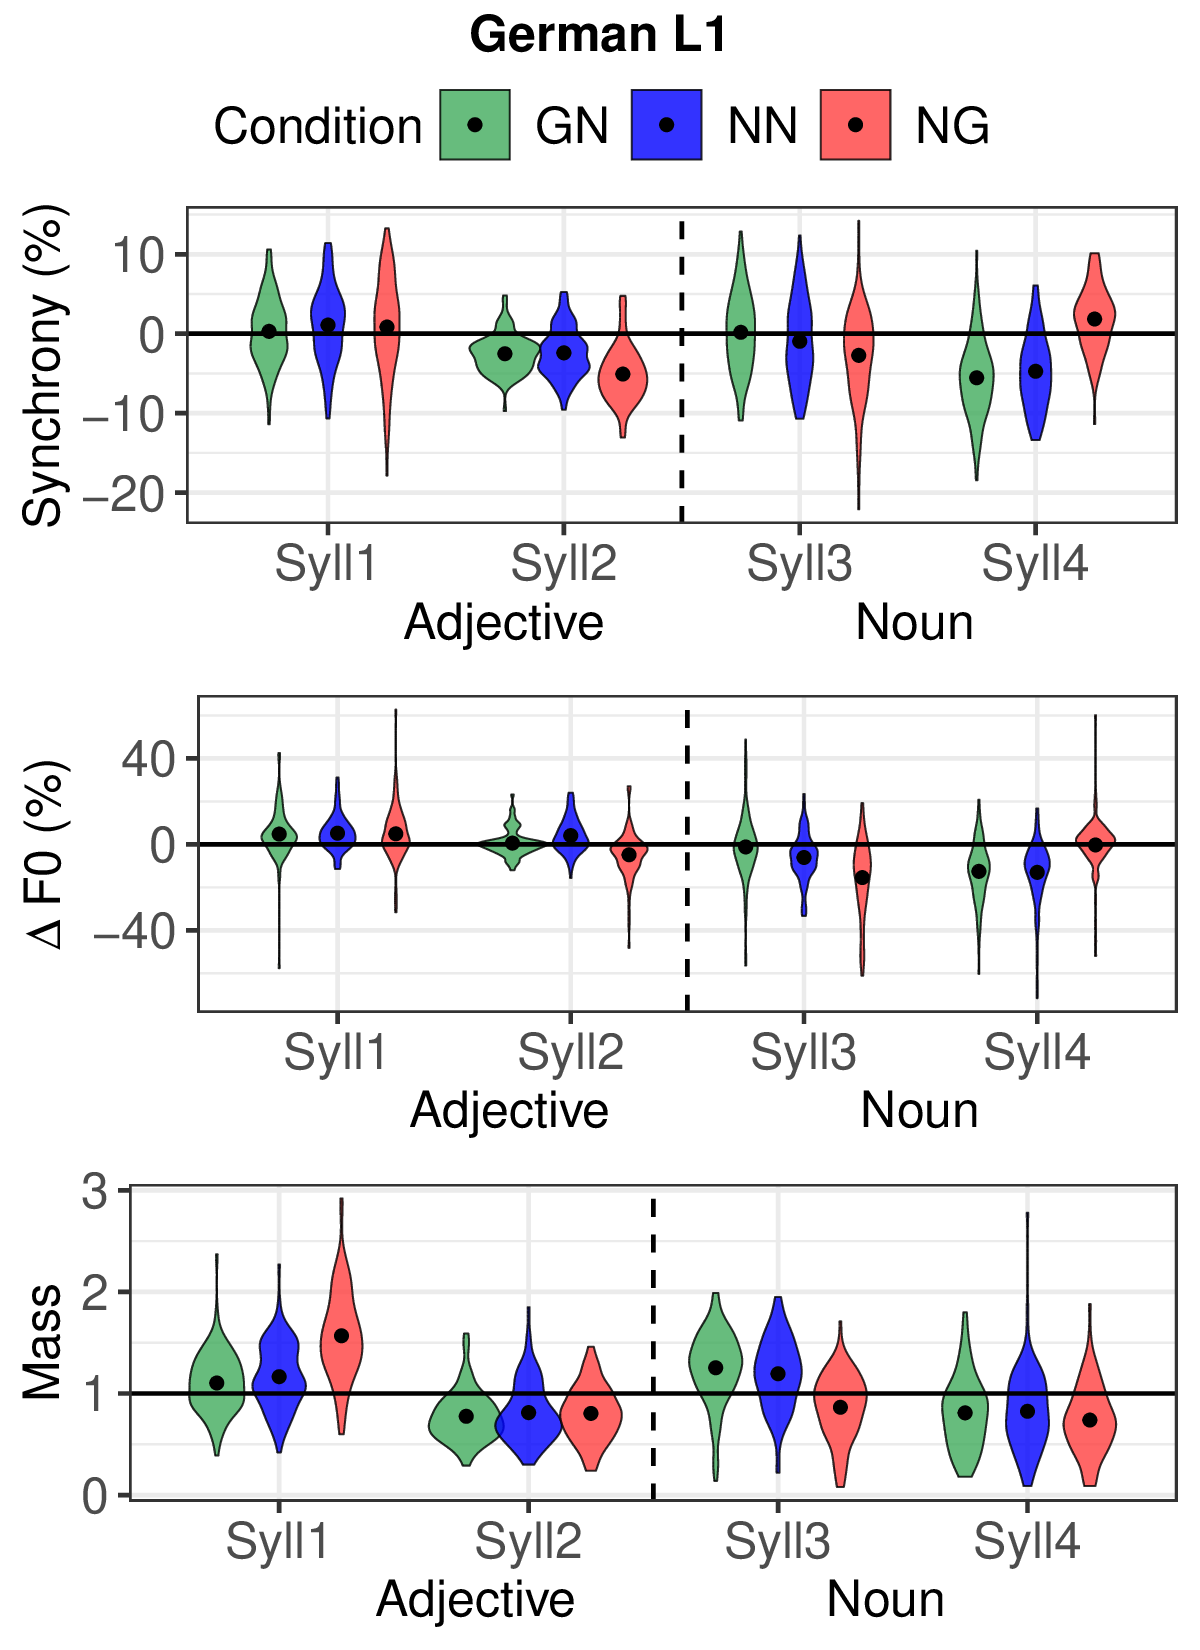 German L1
Condition GN NN NG
Synchrony (%)
10
0
−10
−20
Syll1 Syll2 Syll3 Syll4
Adjective Noun
Δ F0 (%)
40
0
−40
Syll1 Syll2 Syll3 Syll4
Adjective Noun
Mass
3
2
1
0
Syll1 Syll2 Syll3 Syll4
Adjective Noun